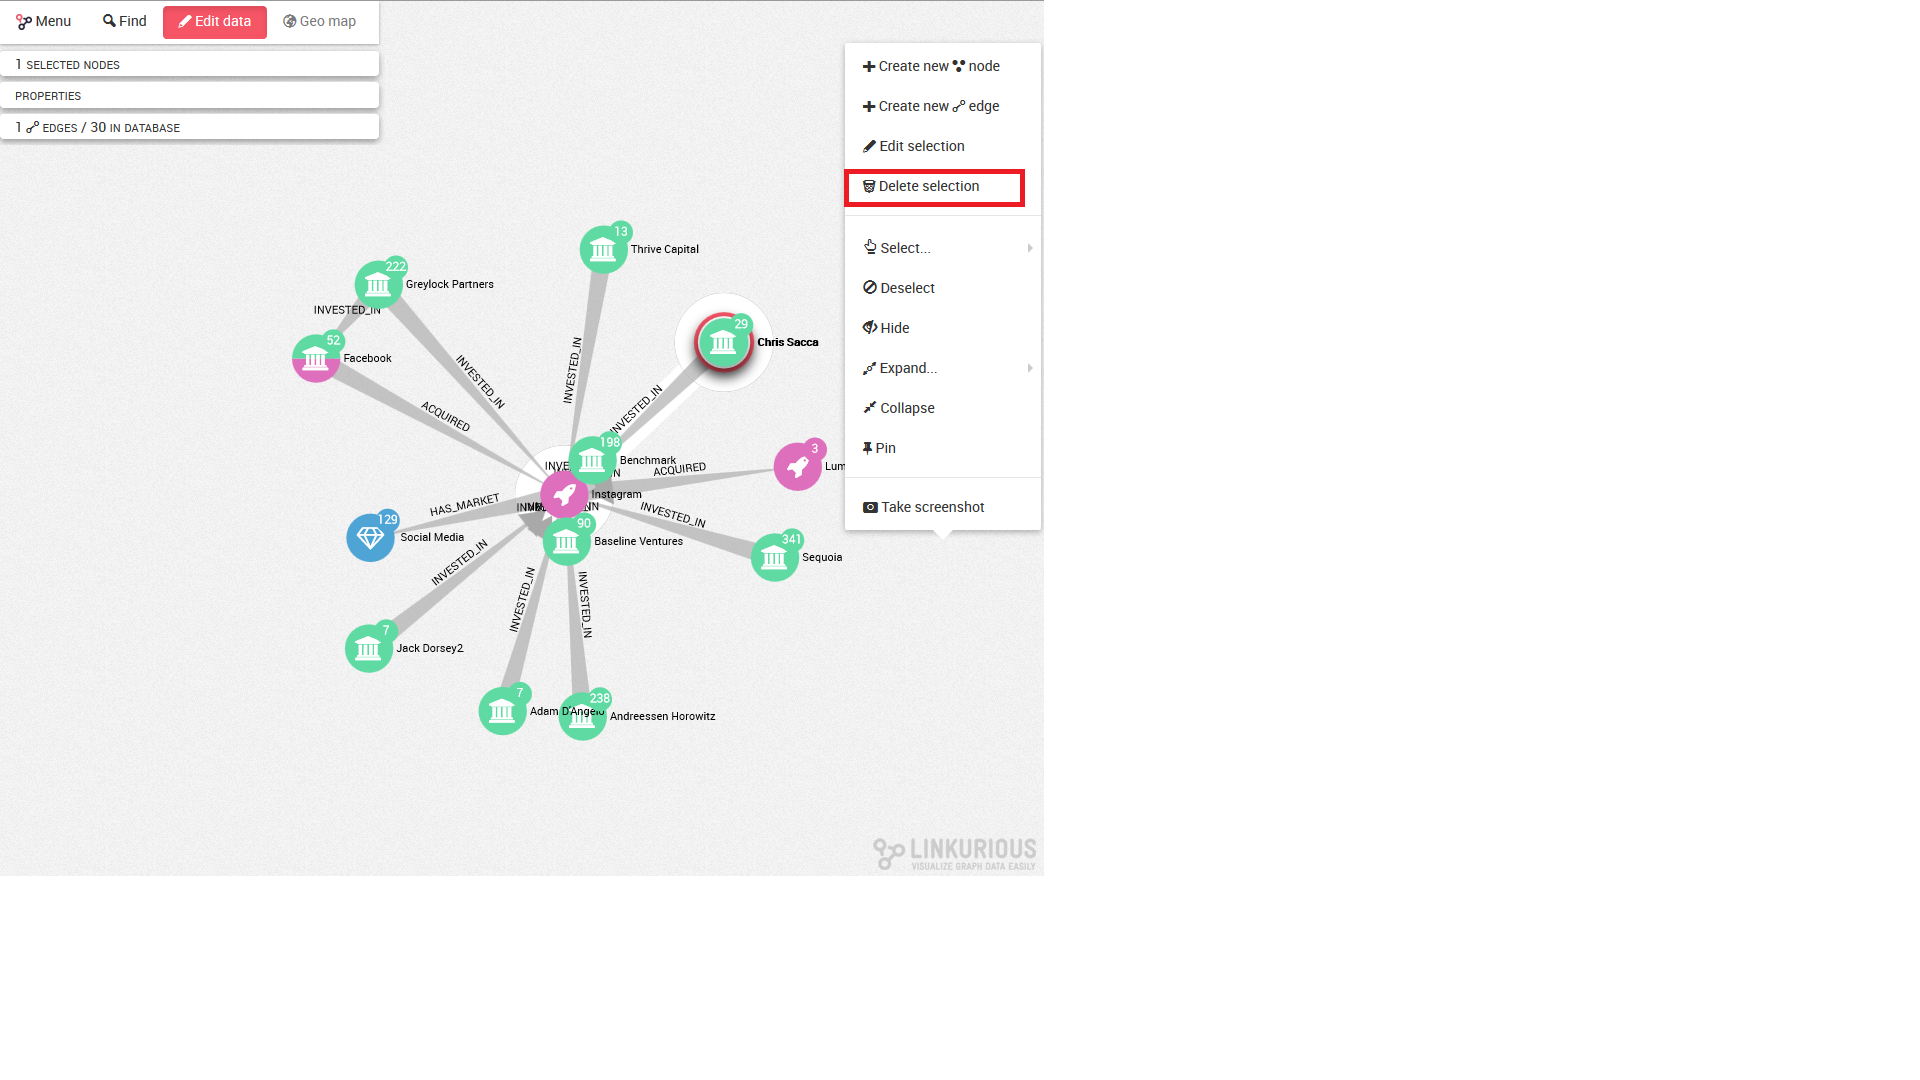 Menu
Find
Edit data
Geo map
1 SELECTED NODES
PROPERTIES
1 EDGES / 30 IN DATABASE
Create new node
Create new edge
Edit selection
Delete selection
Select...
Deselect
Hide
Expand...
Collapse
Pin
Take screenshot
13
Thrive Capital
222
Greylock Partners
INVESTED_IN
52
Facebook
29
Chris Sacca
INVESTED_IN
INVESTED_IN
INVESTED_IN
ACQUIRED
198
Benchmark
ACQUIRED
3
Lum
Instagram
HAS_MARKET
129
Social Media
INVESTED_IN
90
Baseline Ventures
INVESTED_IN
341
Sequoia
INVESTED_IN
INVESTED_IN
7
Jack Dorsey2
7
Adam D'Angelo
238
Andreessen Horowitz
LINKURIOUS
VISUALIZE GRAPH DATA EASILY